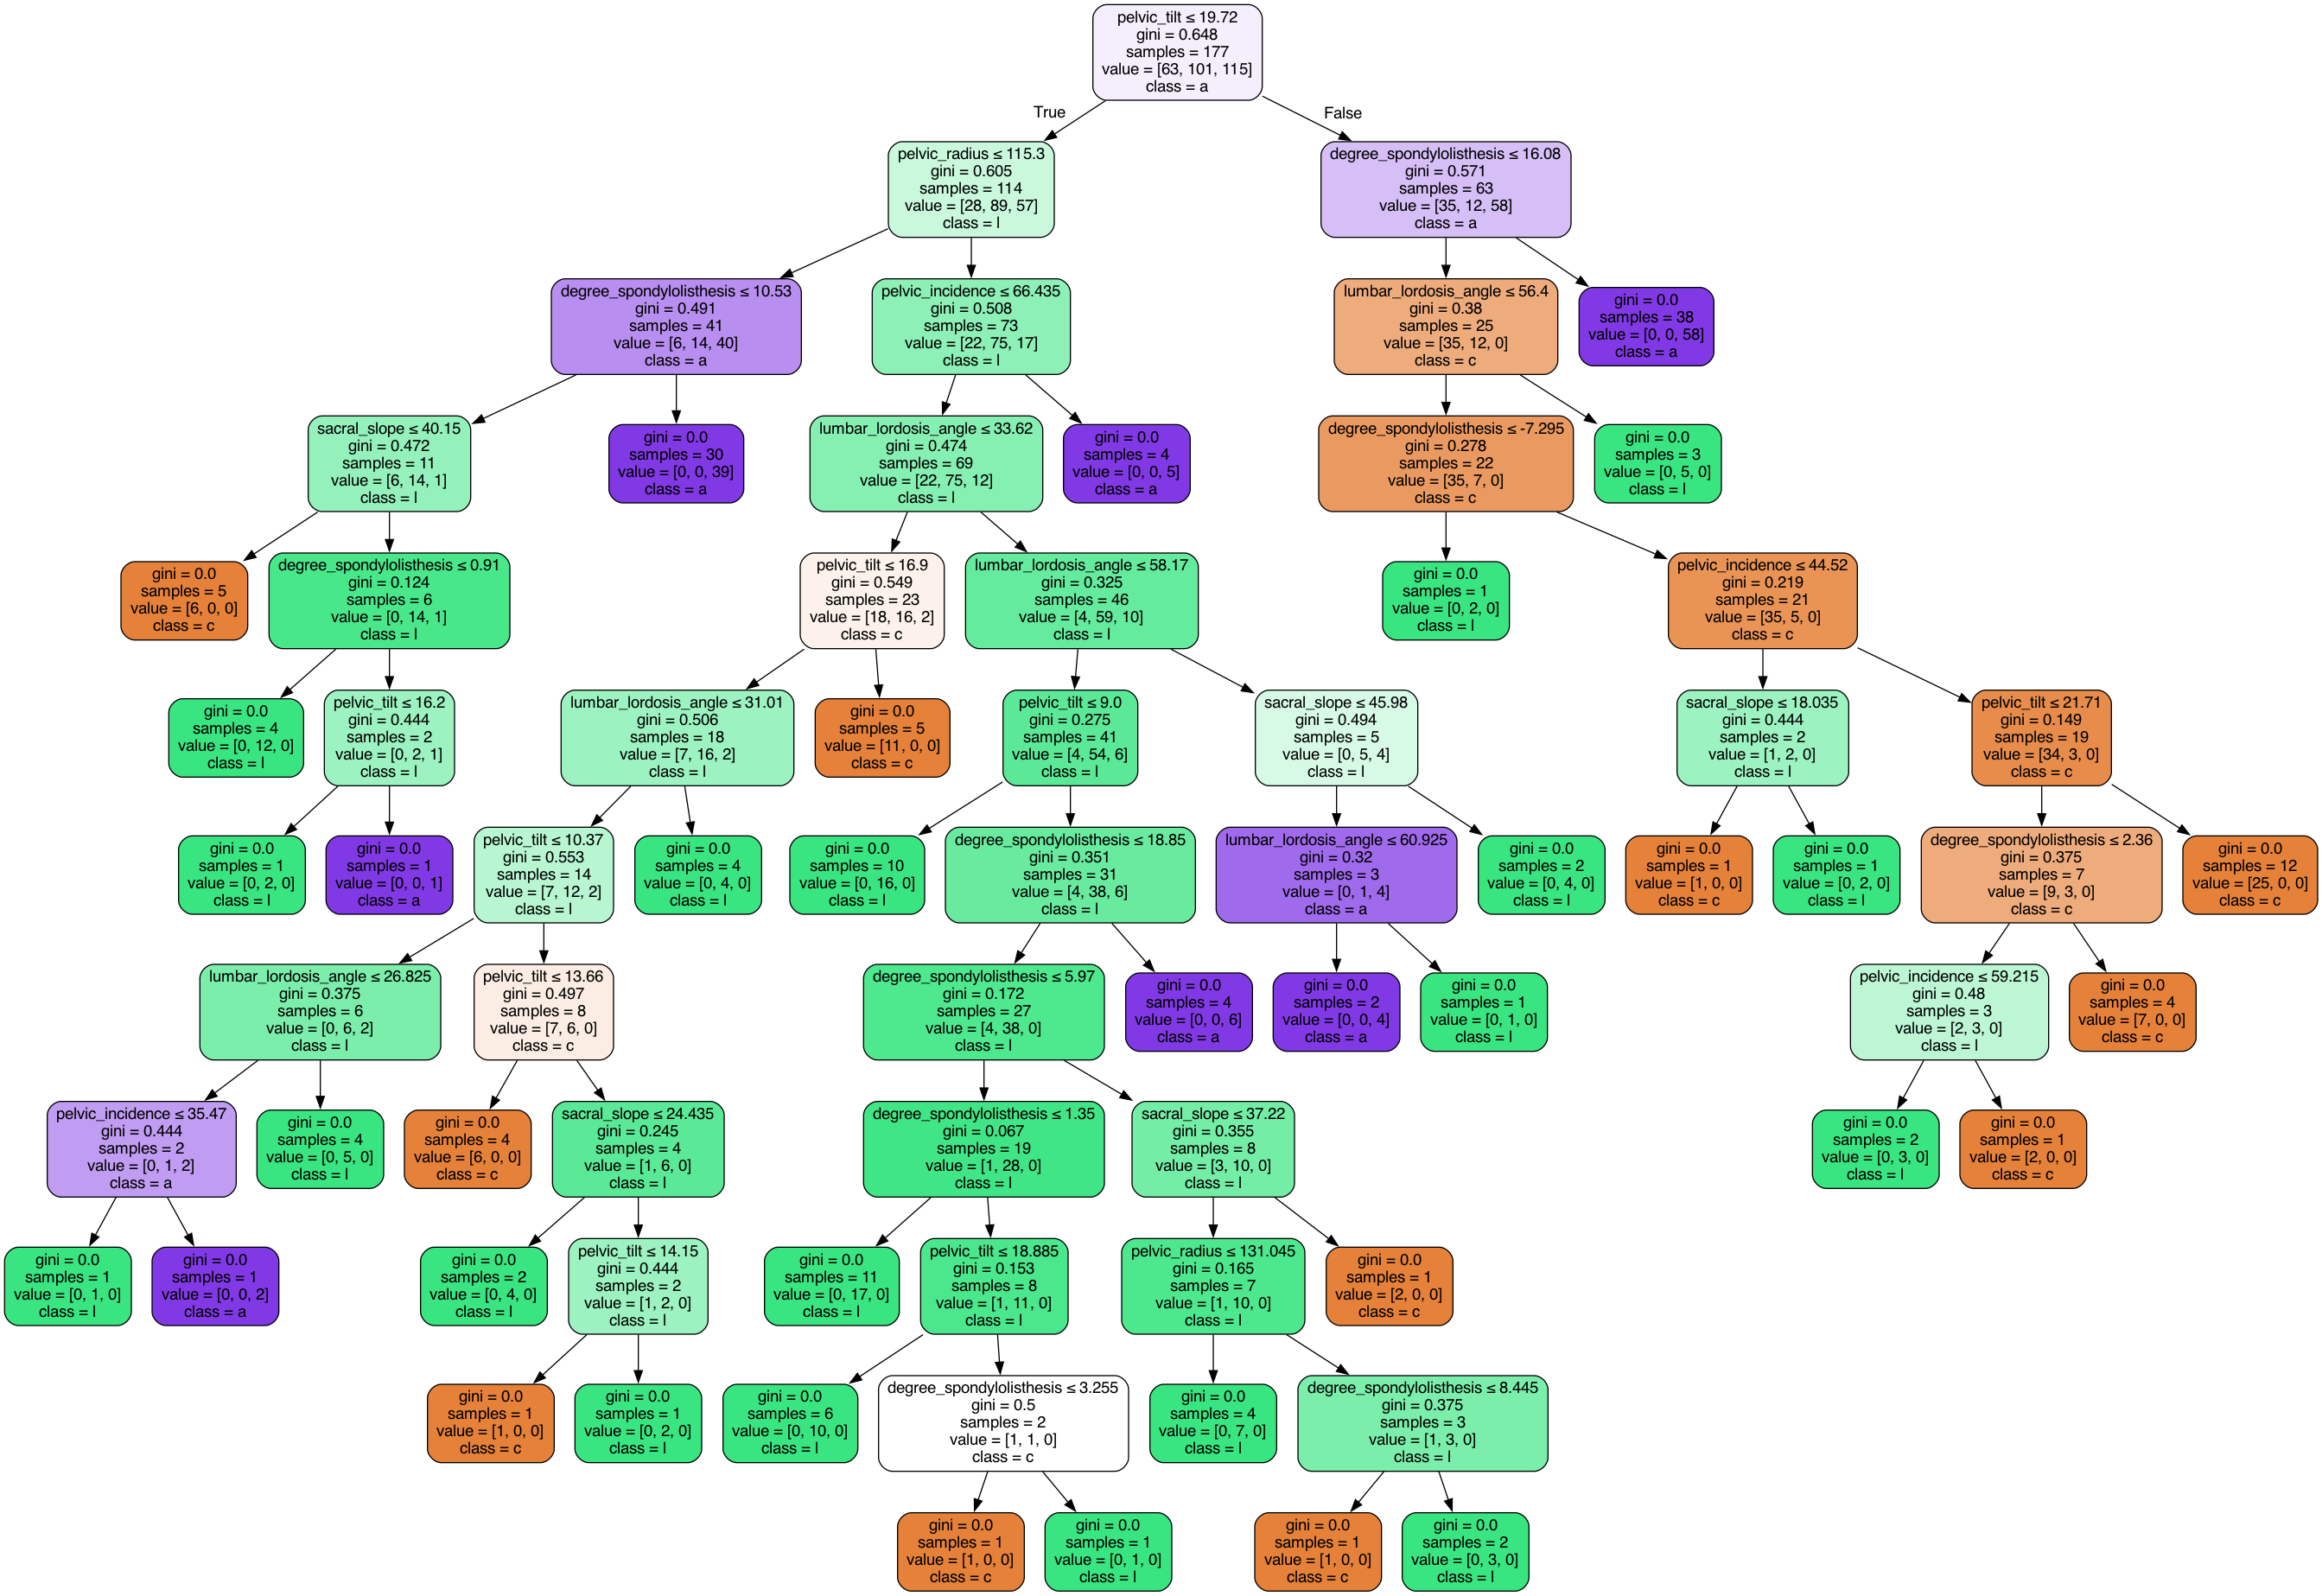 pelvic_tilt ≤ 19.72
gini = 0.648
samples = 177
value = [63, 101, 115]
class = a
True
False
pelvic_radius ≤ 115.3
gini = 0.605
samples = 114
value = [28, 89, 57]
class = l
degree_spondylolisthesis ≤ 16.08
gini = 0.571
samples = 63
value = [35, 12, 58]
class = a
degree_spondylolisthesis ≤ 10.53
gini = 0.491
samples = 41
value = [6, 14, 40]
class = a
pelvic_incidence ≤ 66.435
gini = 0.508
samples = 73
value = [22, 75, 17]
class = l
lumbar_lordosis_angle ≤ 56.4
gini = 0.38
samples = 25
value = [35, 12, 0]
class = c
gini = 0.0
samples = 38
value = [0, 0, 58]
class = a
sacral_slope ≤ 40.15
gini = 0.472
samples = 11
value = [6, 14, 1]
class = l
gini = 0.0
samples = 30
value = [0, 0, 39]
class = a
lumbar_lordosis_angle ≤ 33.62
gini = 0.474
samples = 69
value = [22, 75, 12]
class = l
gini = 0.0
samples = 4
value = [0, 0, 5]
class = a
degree_spondylolisthesis ≤ -7.295
gini = 0.278
samples = 22
value = [35, 7, 0]
class = c
gini = 0.0
samples = 3
value = [0, 5, 0]
class = l
gini = 0.0
samples = 5
value = [6, 0, 0]
class = c
degree_spondylolisthesis ≤ 0.91
gini = 0.124
samples = 6
value = [0, 14, 1]
class = l
pelvic_tilt ≤ 16.9
gini = 0.549
samples = 23
value = [18, 16, 2]
class = c
lumbar_lordosis_angle ≤ 58.17
gini = 0.325
samples = 46
value = [4, 59, 10]
class = l
gini = 0.0
samples = 1
value = [0, 2, 0]
class = l
pelvic_incidence ≤ 44.52
gini = 0.219
samples = 21
value = [35, 5, 0]
class = c
gini = 0.0
samples = 4
value = [0, 12, 0]
class = l
pelvic_tilt ≤ 16.2
gini = 0.444
samples = 2
value = [0, 2, 1]
class = l
lumbar_lordosis_angle ≤ 31.01
gini = 0.506
samples = 18
value = [7, 16, 2]
class = l
gini = 0.0
samples = 5
value = [11, 0, 0]
class = c
pelvic_tilt ≤ 9.0
gini = 0.275
samples = 41
value = [4, 54, 6]
class = l
sacral_slope ≤ 45.98
gini = 0.494
samples = 5
value = [0, 5, 4]
class = l
sacral_slope ≤ 18.035
gini = 0.444
samples = 2
value = [1, 2, 0]
class = l
pelvic_tilt ≤ 21.71
gini = 0.149
samples = 19
value = [34, 3, 0]
class = c
gini = 0.0
samples = 1
value = [0, 2, 0]
class = l
gini = 0.0
samples = 1
value = [0, 0, 1]
class = a
pelvic_tilt ≤ 10.37
gini = 0.553
samples = 14
value = [7, 12, 2]
class = l
gini = 0.0
samples = 4
value = [0, 4, 0]
class = l
gini = 0.0
samples = 10
value = [0, 16, 0]
class = l
degree_spondylolisthesis ≤ 18.85
gini = 0.351
samples = 31
value = [4, 38, 6]
class = l
lumbar_lordosis_angle ≤ 60.925
gini = 0.32
samples = 3
value = [0, 1, 4]
class = a
gini = 0.0
samples = 2
value = [0, 4, 0]
class = l
gini = 0.0
samples = 1
value = [1, 0, 0]
class = c
gini = 0.0
samples = 1
value = [0, 2, 0]
class = l
degree_spondylolisthesis ≤ 2.36
gini = 0.375
samples = 7
value = [9, 3, 0]
class = c
gini = 0.0
samples = 12
value = [25, 0, 0]
class = c
lumbar_lordosis_angle ≤ 26.825
gini = 0.375
samples = 6
value = [0, 6, 2]
class = l
pelvic_tilt ≤ 13.66
gini = 0.497
samples = 8
value = [7, 6, 0]
class = c
degree_spondylolisthesis ≤ 5.97
gini = 0.172
samples = 27
value = [4, 38, 0]
class = l
gini = 0.0
samples = 4
value = [0, 0, 6]
class = a
gini = 0.0
samples = 2
value = [0, 0, 4]
class = a
gini = 0.0
samples = 1
value = [0, 1, 0]
class = l
pelvic_incidence ≤ 59.215
gini = 0.48
samples = 3
value = [2, 3, 0]
class = l
gini = 0.0
samples = 4
value = [7, 0, 0]
class = c
pelvic_incidence ≤ 35.47
gini = 0.444
samples = 2
value = [0, 1, 2]
class = a
gini = 0.0
samples = 4
value = [0, 5, 0]
class = l
gini = 0.0
samples = 4
value = [6, 0, 0]
class = c
sacral_slope ≤ 24.435
gini = 0.245
samples = 4
value = [1, 6, 0]
class = l
degree_spondylolisthesis ≤ 1.35
gini = 0.067
samples = 19
value = [1, 28, 0]
class = l
sacral_slope ≤ 37.22
gini = 0.355
samples = 8
value = [3, 10, 0]
class = l
gini = 0.0
samples = 2
value = [0, 3, 0]
class = l
gini = 0.0
samples = 1
value = [2, 0, 0]
class = c
gini = 0.0
samples = 1
value = [0, 1, 0]
class = l
gini = 0.0
samples = 1
value = [0, 0, 2]
class = a
gini = 0.0
samples = 2
value = [0, 4, 0]
class = l
pelvic_tilt ≤ 14.15
gini = 0.444
samples = 2
value = [1, 2, 0]
class = l
gini = 0.0
samples = 11
value = [0, 17, 0]
class = l
pelvic_tilt ≤ 18.885
gini = 0.153
samples = 8
value = [1, 11, 0]
class = l
pelvic_radius ≤ 131.045
gini = 0.165
samples = 7
value = [1, 10, 0]
class = l
gini = 0.0
samples = 1
value = [2, 0, 0]
class = c
gini = 0.0
samples = 1
value = [1, 0, 0]
class = c
gini = 0.0
samples = 1
value = [0, 2, 0]
class = l
gini = 0.0
samples = 6
value = [0, 10, 0]
class = l
degree_spondylolisthesis ≤ 3.255
gini = 0.5
samples = 2
value = [1, 1, 0]
class = c
gini = 0.0
samples = 4
value = [0, 7, 0]
class = l
degree_spondylolisthesis ≤ 8.445
gini = 0.375
samples = 3
value = [1, 3, 0]
class = l
gini = 0.0
samples = 1
value = [1, 0, 0]
class = c
gini = 0.0
samples = 1
value = [0, 1, 0]
class = l
gini = 0.0
samples = 1
value = [1, 0, 0]
class = c
gini = 0.0
samples = 2
value = [0, 3, 0]
class = l